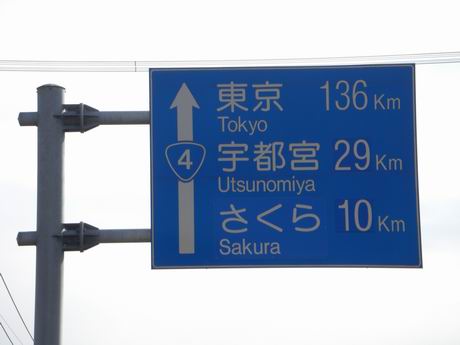 東京 136 Km
Tokyo
4
宇都宮 29 Km
Utsunomiya
さくら 10 Km
Sakura